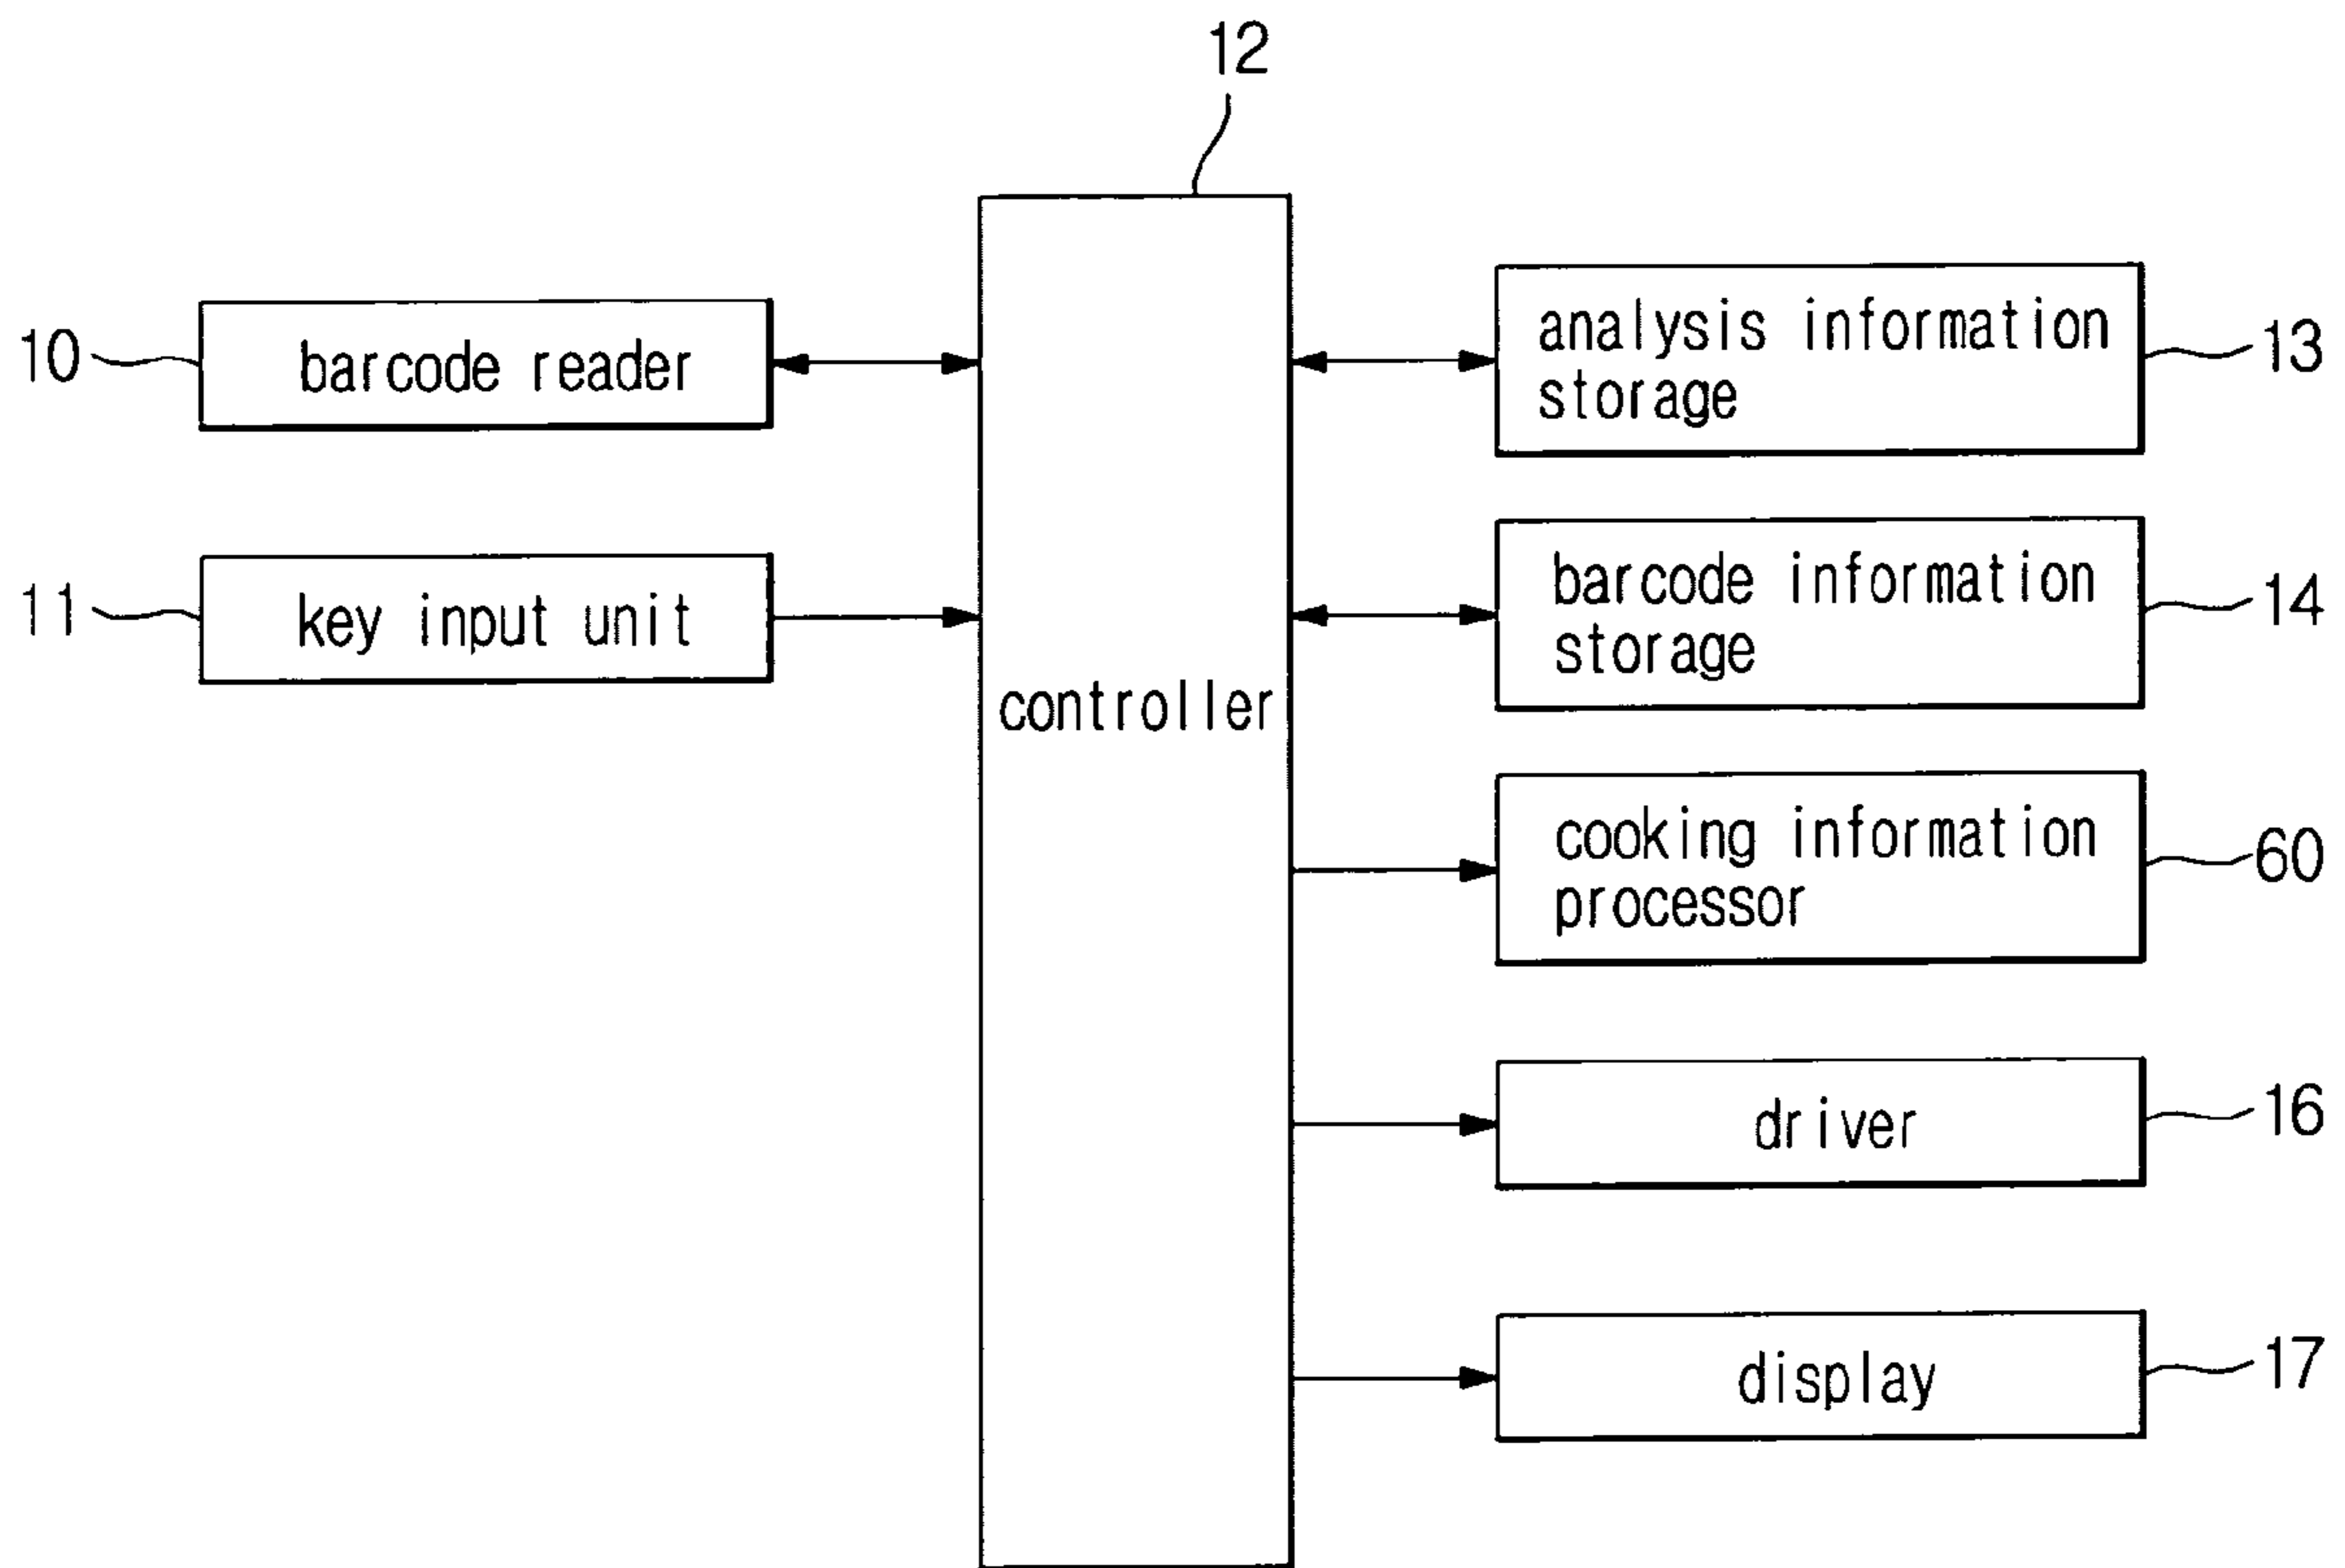 12
10
barcode reader
11
key input unit
controller
analysis information
storage
13
barcode information
storage
14
cooking information
processor
60
driver
16
display
17